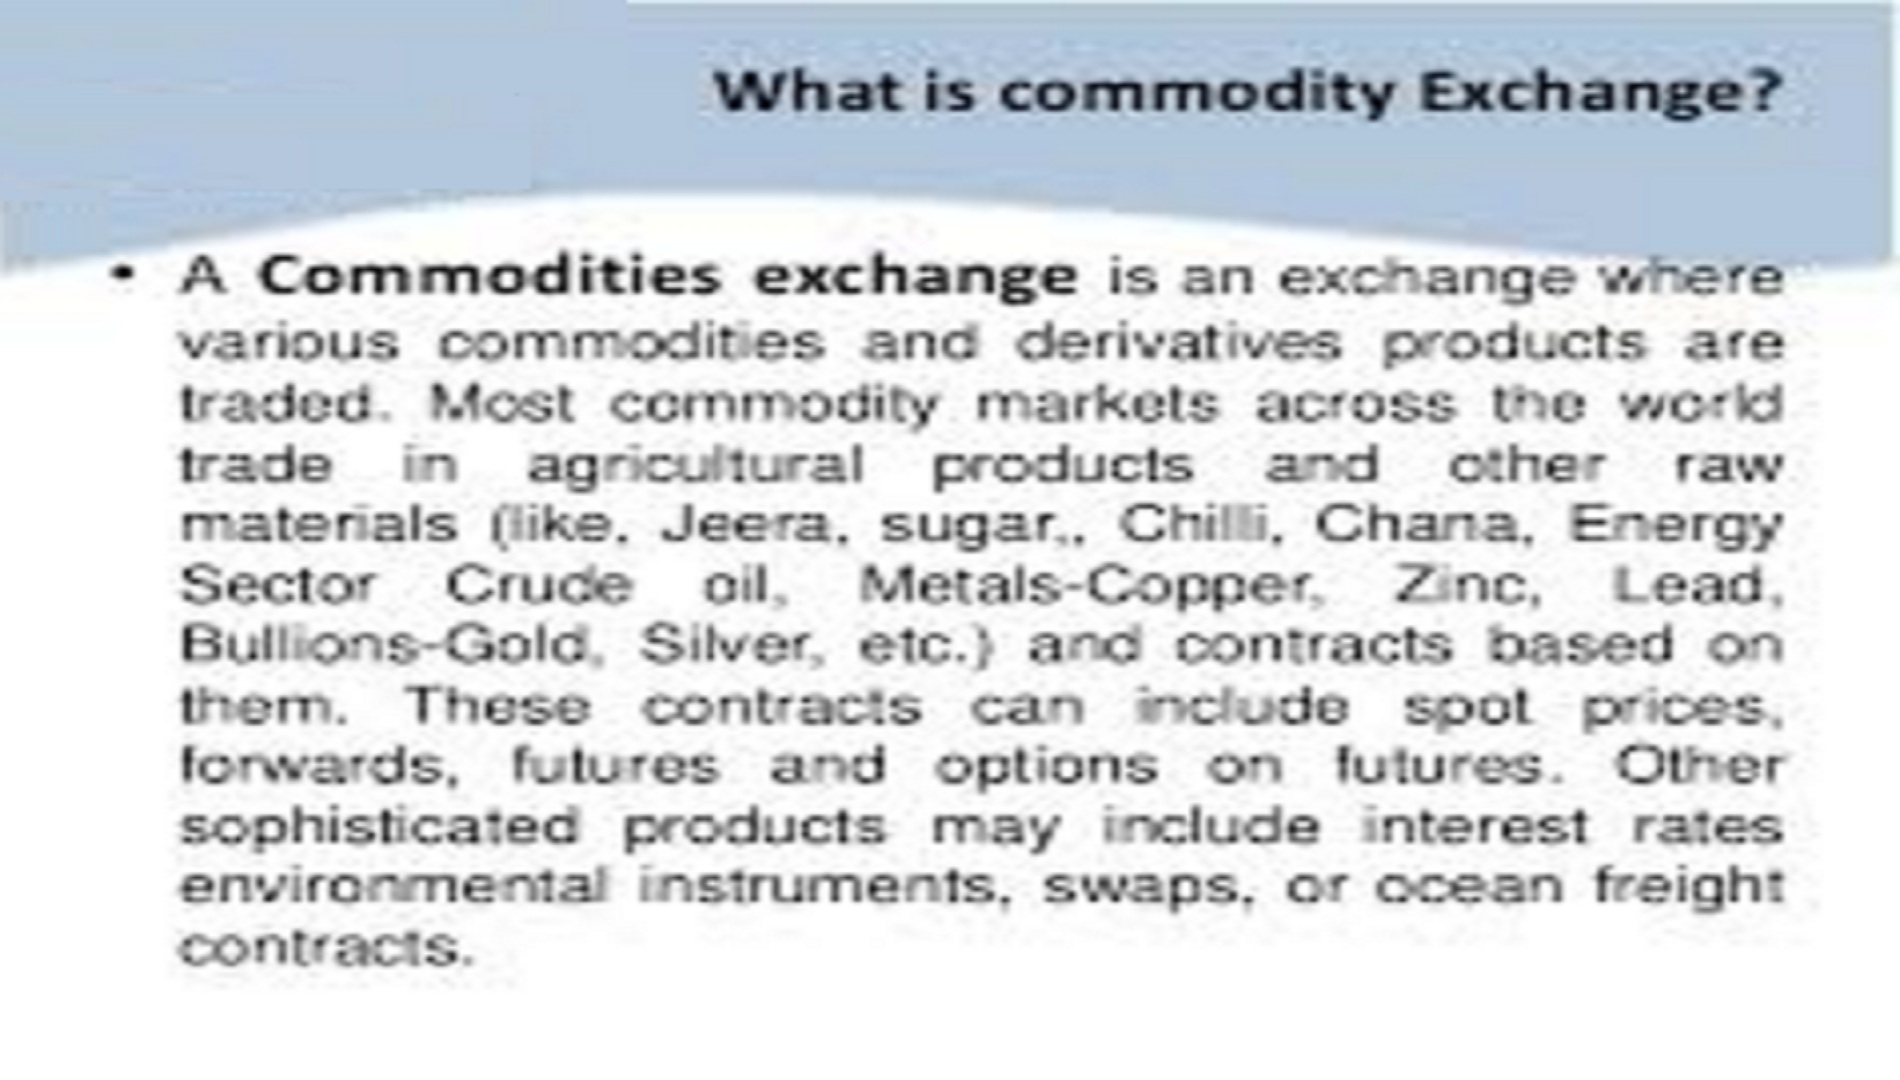 What is commodity Exchange?
• A Commodities exchange is an exchange where
various commodities and derivatives products are
traded. Most commodity markets across the world
trade in agricultural products and other raw
materials (like, Jeera, sugar,, Chilli, Chana, Energy
Sector Crude oil, Metals-Copper, Zinc, Lead,
Bullions-Gold, Silver, etc.) and contracts based on
them. These contracts can include spot prices,
forwards, futures and options on futures. Other
sophisticated products may include interest rates
environmental instruments, swaps, or ocean freight
contracts.